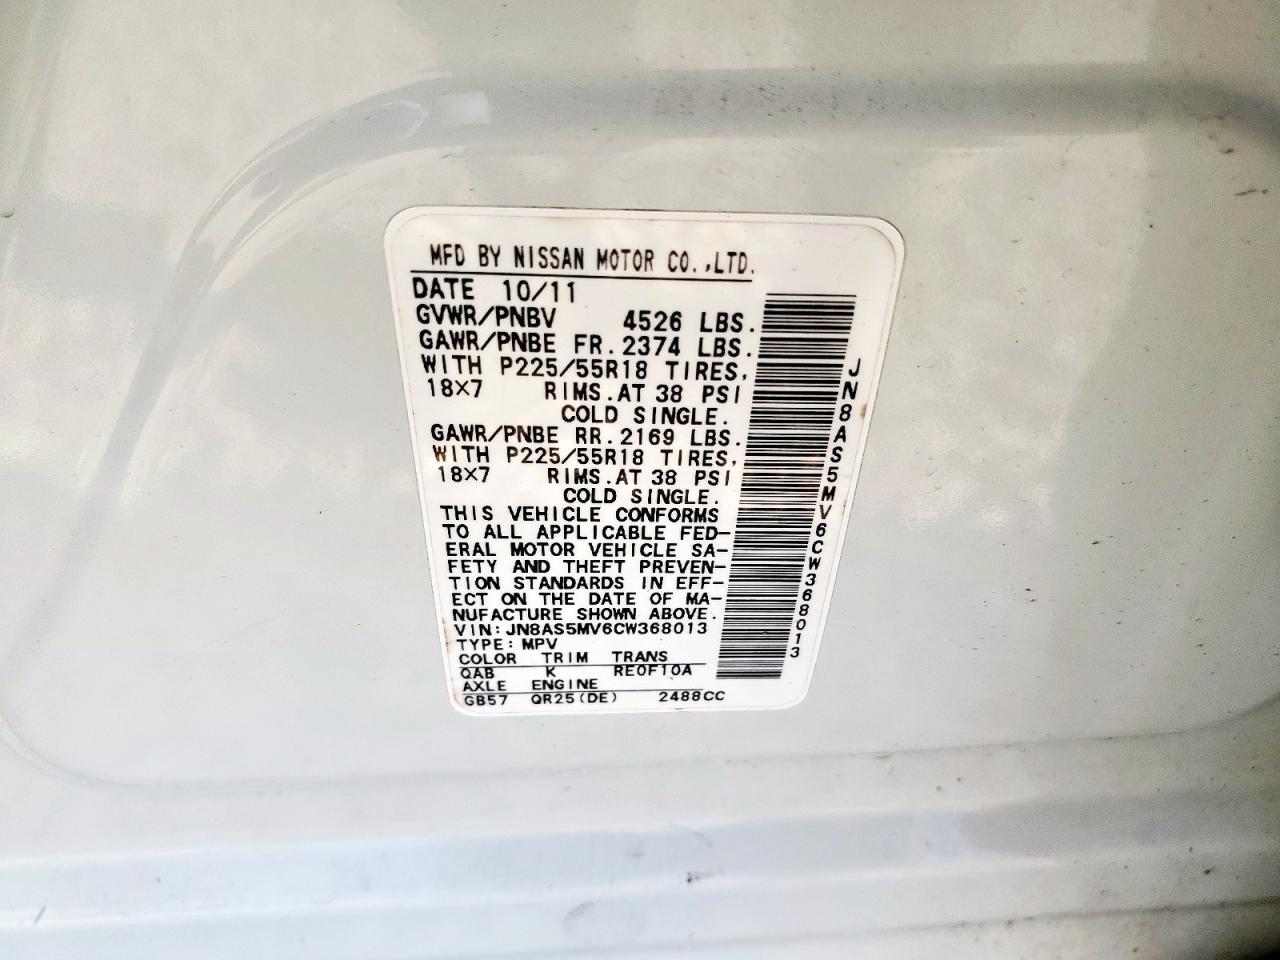 MFD BY NISSAN MOTOR CO.,LTD.
DATE 10/11
GVWR/PNBV 4526 LBS.
GAWR/PNBE FR.2374 LBS.
WITH P225/55R18 TIRES,
18X7 RIMS.AT 38 PSI
COLD SINGLE.
GAWR/PNBE RR.2169 LBS.
WITH P225/55R18 TIRES,
18X7 RIMS.AT 38 PSI
COLD SINGLE.
THIS VEHICLE CONFORMS
TO ALL APPLICABLE FED-
ERAL MOTOR VEHICLE SA-
FETY AND THEFT PREVEN-
TION STANDARDS IN EFF-
ECT ON THE DATE OF MA-
NUFACTURE SHOWN ABOVE.
VIN:JN8AS5MV6CW368013
TYPE:MPV
COLOR TRIM TRANS
QAB K RE0F10A
AXLE ENGINE
GB57 QR25(DE) 2488CC
JN8AS5MV6CW368013